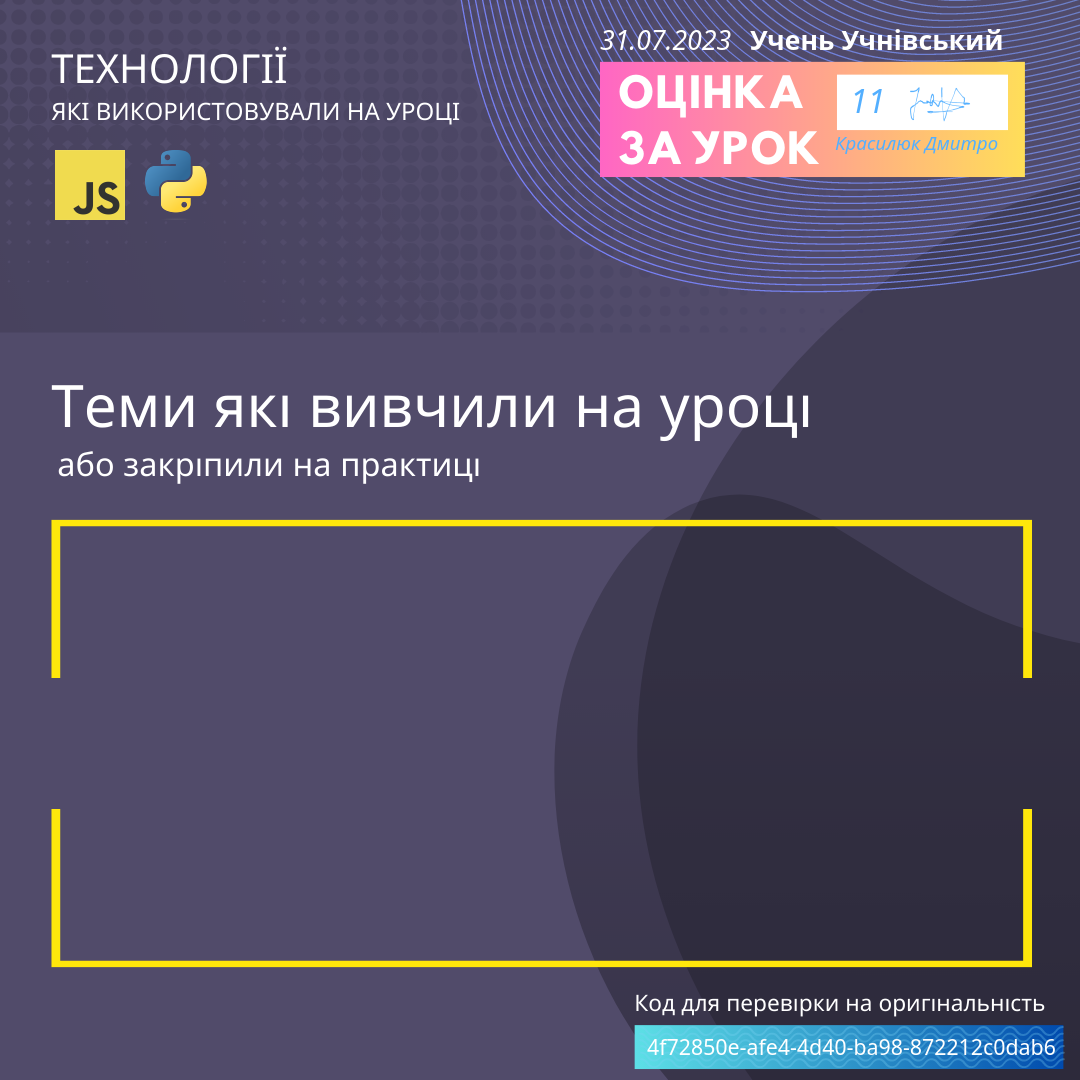 31.07.2023 Учень Учнівський
ТЕХНОЛОГІЇ
ЯКІ ВИКОРИСТОВУВАЛИ НА УРОЦІ
ОЦІНКА
ЗА УРОК
11
Красилюк Дмитро
JS
Теми які вивчили на уроці
або закріпили на практиці
Код для перевірки на оригінальність
4f72850e-afe4-4d40-ba98-872212c0dab6